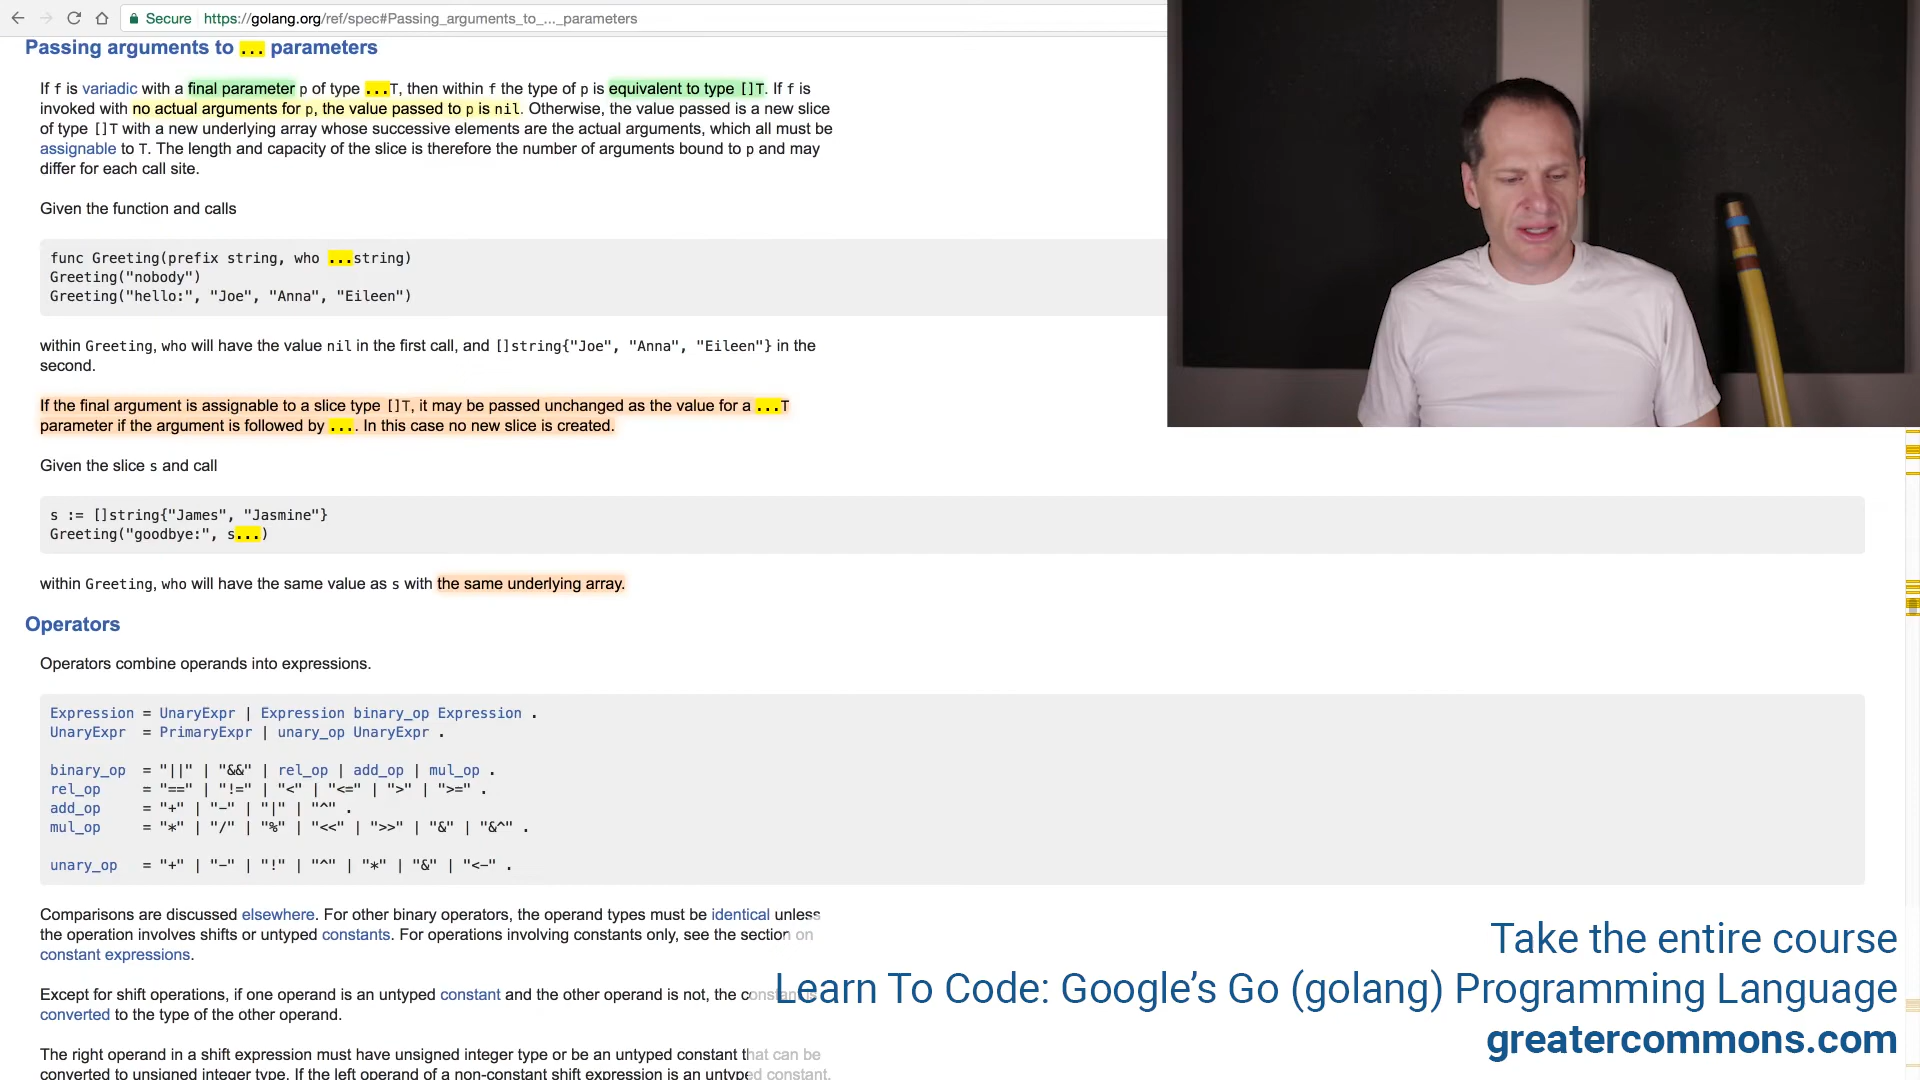 Secure https://golang.org/ref/spec#Passing_arguments_to_..._parameters
Passing arguments to ... parameters
If f is variadic with a final parameter p of type ...T, then within f the type of p is equivalent to type []T. If f is
invoked with no actual arguments for p, the value passed to p is nil. Otherwise, the value passed is a new slice
of type []T with a new underlying array whose successive elements are the actual arguments, which all must be
assignable to T. The length and capacity of the slice is therefore the number of arguments bound to p and may
differ for each call site.
Given the function and calls
func Greeting(prefix string, who ...string)
Greeting("nobody")
Greeting("hello:", "Joe", "Anna", "Eileen")
within Greeting, who will have the value nil in the first call, and []string{"Joe", "Anna", "Eileen"} in the
second.
If the final argument is assignable to a slice type []T, it may be passed unchanged as the value for a ...T
parameter if the argument is followed by .... In this case no new slice is created.
Given the slice s and call
s := []string{"James", "Jasmine"}
Greeting("goodbye:", s...)
within Greeting, who will have the same value as s with the same underlying array.
Operators
Operators combine operands into expressions.
Expression = UnaryExpr | Expression binary_op Expression .
UnaryExpr = PrimaryExpr | unary_op UnaryExpr .
binary_op = "||" | "&&" | rel_op | add_op | mul_op .
rel_op = "==" | "!=" | "<" | "<=" | ">" | ">=" .
add_op = "+" | "-" | "|" | "^" .
mul_op = "*" | "/" | "%" | "<<" | ">>" | "&" | "&^" .
unary_op = "+" | "-" | "!" | "^" | "*" | "&" | "<-" .
Comparisons are discussed elsewhere. For other binary operators, the operand types must be identical unless
the operation involves shifts or untyped constants. For operations involving constants only, see the section on
constant expressions.
Except for shift operations, if one operand is an untyped constant and the other operand is not, the constant is
converted to the type of the other operand.
The right operand in a shift expression must have unsigned integer type or be an untyped constant that can be
converted to unsigned integer type. If the left operand of a non-constant shift expression is an untyped constant,
Take the entire course
Learn To Code: Google’s Go (golang) Programming Language
greatercommons.com